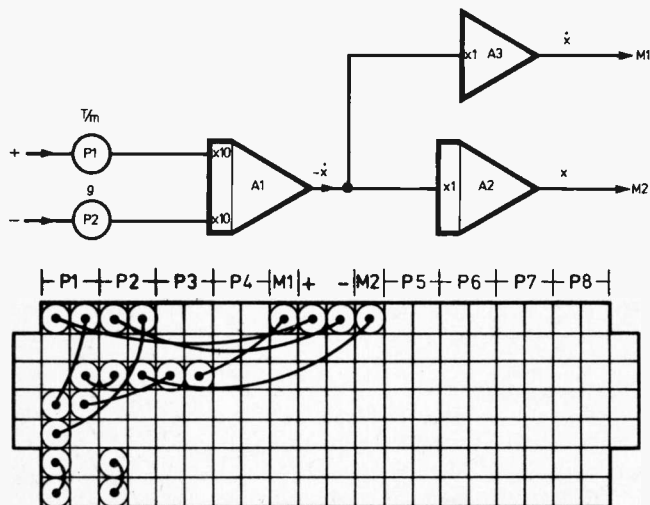 ẋ
x1 A3 M1
T/m
+ P1 x10
A1 -ẋ x1 A2 x M2
g
- P2 x10
P1 P2 P3 P4 M1 + - M2 P5 P6 P7 P8